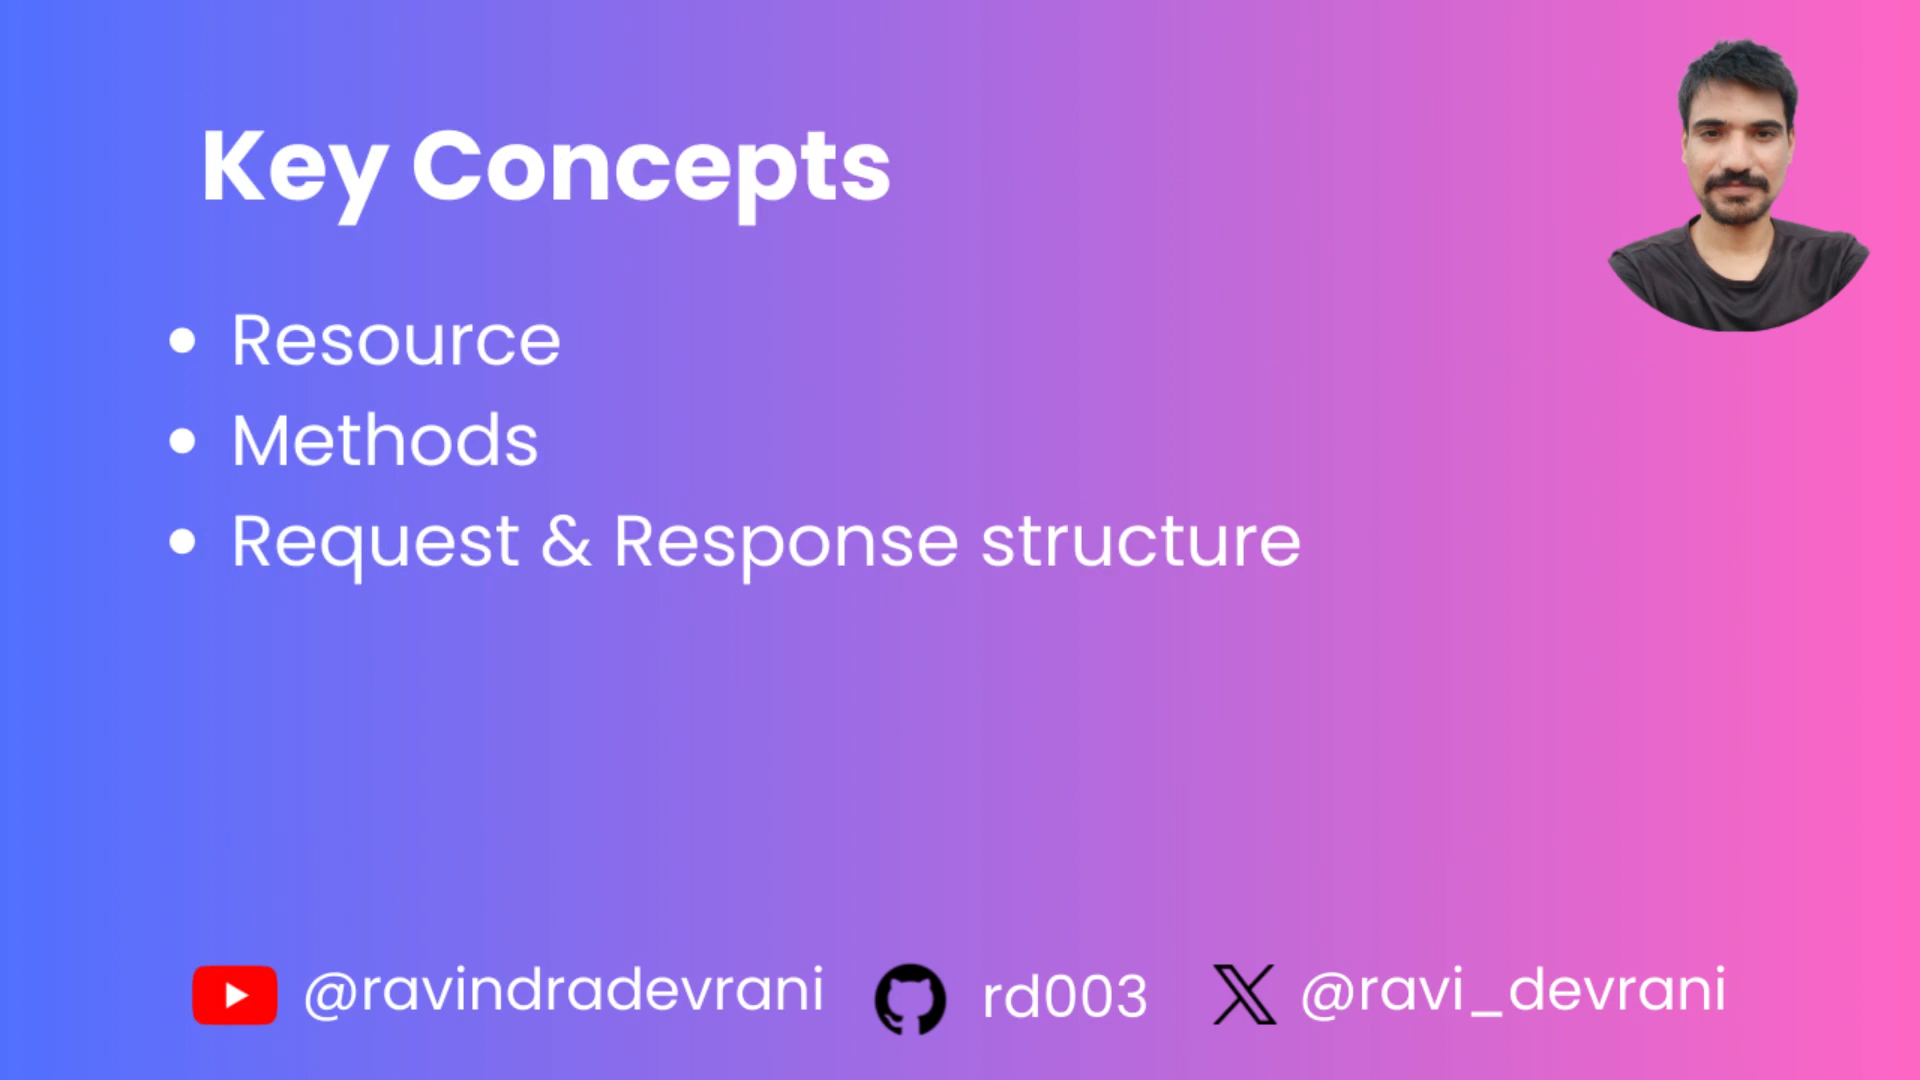 Key Concepts
• Resource
• Methods
• Request & Response structure
@ravindradevrani rd003 @ravi_devrani